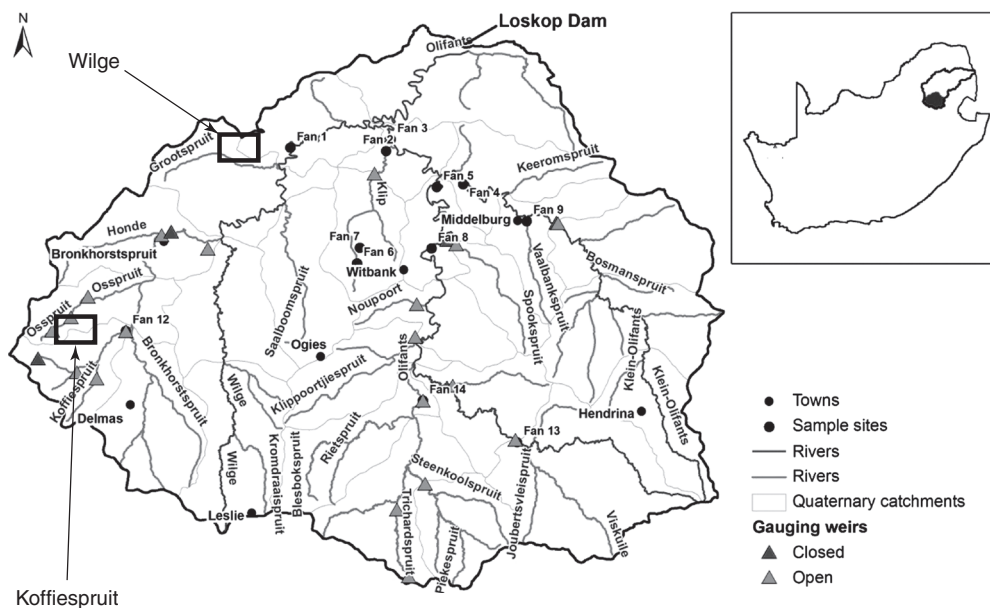 N
Loskop Dam
Olifants
Wilge
Grootspruit
Fan 1
Fan 3
Fan 2
Klip
Keeromspruit
Fan 5
Fan 4
Middelburg
Fan 9
Honde
Bronkhorstspruit
Fan 7
Fan 6
Fan 8
Witbank
Vaalbankspruit
Bosmansspruit
Osspruit
Osspruit
Noupoort
Spookspruit
Saalboomspruit
Fan 12
Ogies
Olifants
Klein-Olifants
Klein-Olifants
Koffiespruit
Bronkhorstspruit
Wilge
Klippoortjiespruit
Fan 14
Delmas
Hendrina
Fan 13
Rietspruit
Blesbokspruit
Kromdraaispruit
Wilge
Steenkoolspruit
Joubertsvleispruit
Trichardspruit
Leslie
Piekespruit
Viskuile
Koffiespruit
Towns
Sample sites
Rivers
Rivers
Quaternary catchments
Gauging weirs
Closed
Open